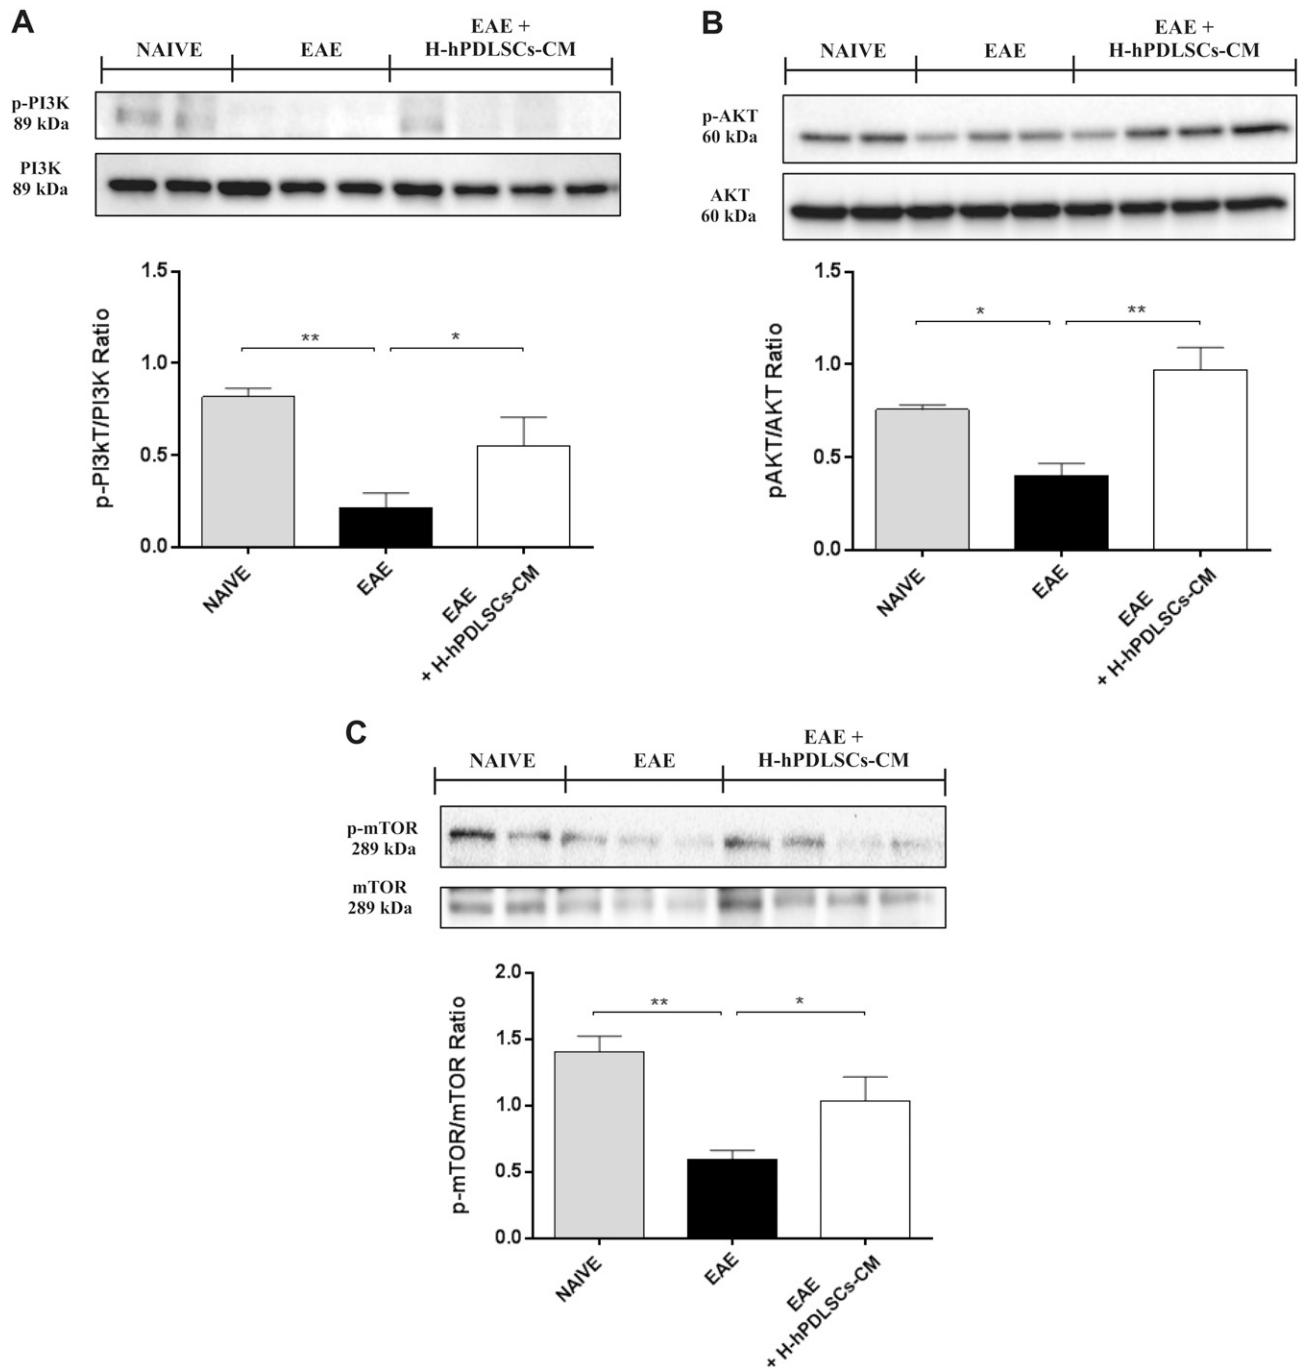 A
NAIVE
EAE
EAE +
H-hPDLSCs-CM
p-PI3K
89 kDa
PI3K
89 kDa
1.5
1.0
0.5
0.0
p-PI3kT/PI3K Ratio
**
*
NAIVE
EAE
EAE
+ H-hPDLSCs-CM
B
NAIVE
EAE
EAE +
H-hPDLSCs-CM
p-AKT
60 kDa
AKT
60 kDa
1.5
1.0
0.5
0.0
pAKT/AKT Ratio
*
**
NAIVE
EAE
EAE
+ H-hPDLSCs-CM
C
NAIVE
EAE
EAE +
H-hPDLSCs-CM
p-mTOR
289 kDa
mTOR
289 kDa
2.0
1.5
1.0
0.5
0.0
p-mTOR/mTOR Ratio
**
*
NAIVE
EAE
EAE
+ H-hPDLSCs-CM